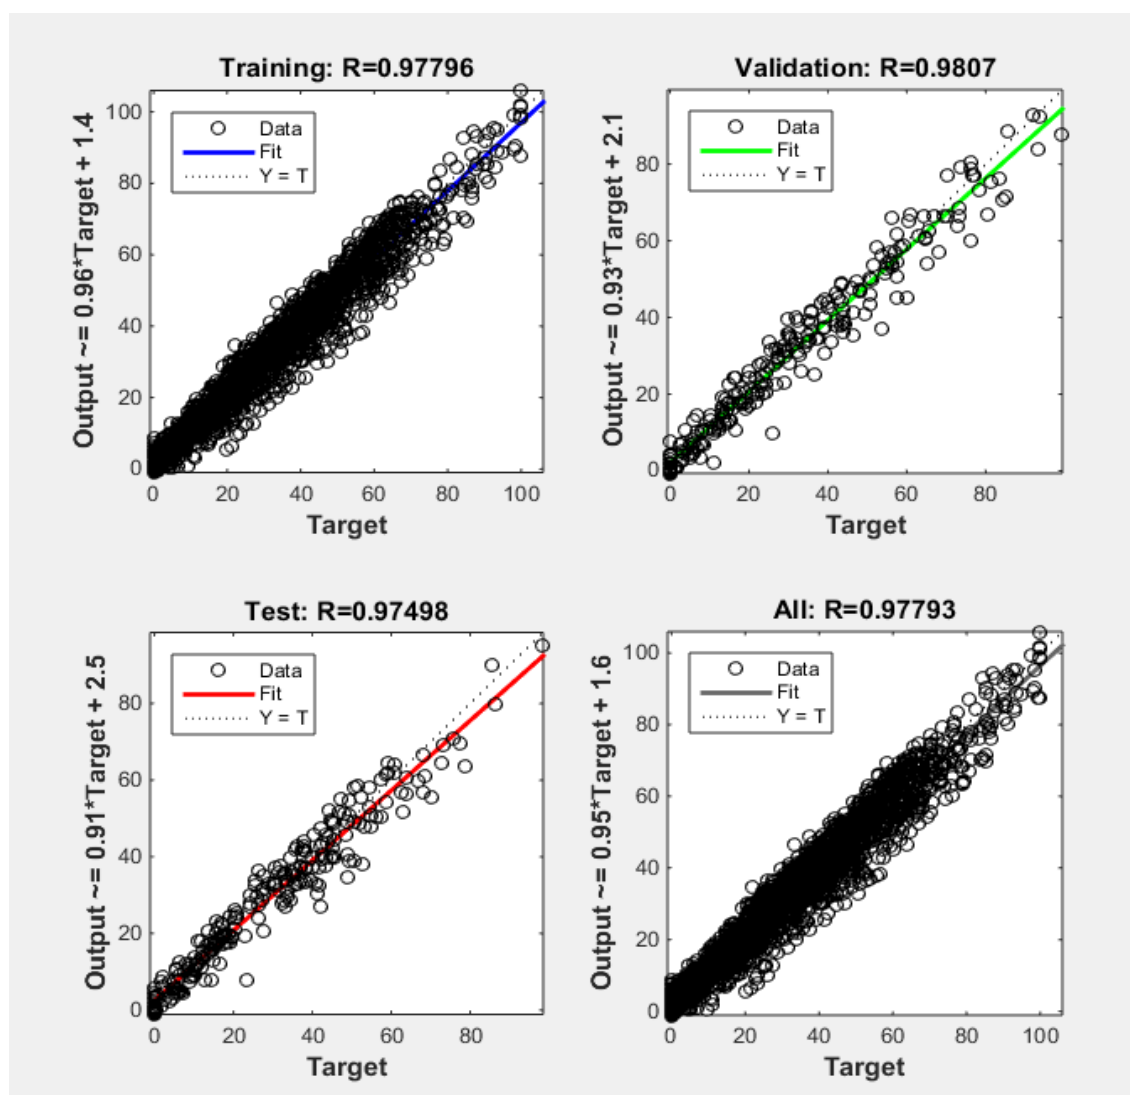 Training: R=0.97796
Output ~= 0.96*Target + 1.4
100
80
60
40
20
0
Data
Fit
Y = T
0 20 40 60 80 100
Target
Validation: R=0.9807
Output ~= 0.93*Target + 2.1
80
60
40
20
0
Data
Fit
Y = T
0 20 40 60 80
Target
Test: R=0.97498
Output ~= 0.91*Target + 2.5
80
60
40
20
0
Data
Fit
Y = T
0 20 40 60 80
Target
All: R=0.97793
Output ~= 0.95*Target + 1.6
100
80
60
40
20
0
Data
Fit
Y = T
0 20 40 60 80 100
Target